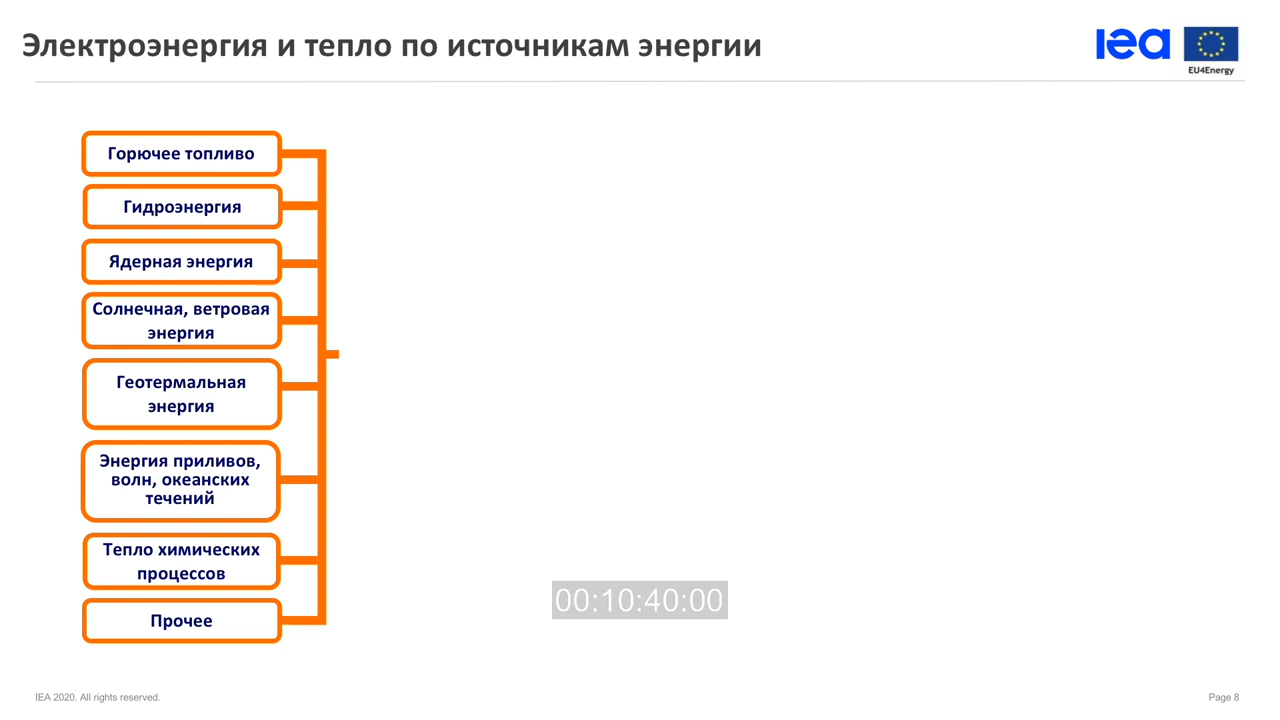 Электроэнергия и тепло по источникам энергии
iea
EU4Energy
Горючее топливо
Гидроэнергия
Ядерная энергия
Солнечная, ветровая
энергия
Геотермальная
энергия
Энергия приливов,
волн, океанских
течений
Тепло химических
процессов
Прочее
00:10:40:00
IEA 2020. All rights reserved.
Page 8